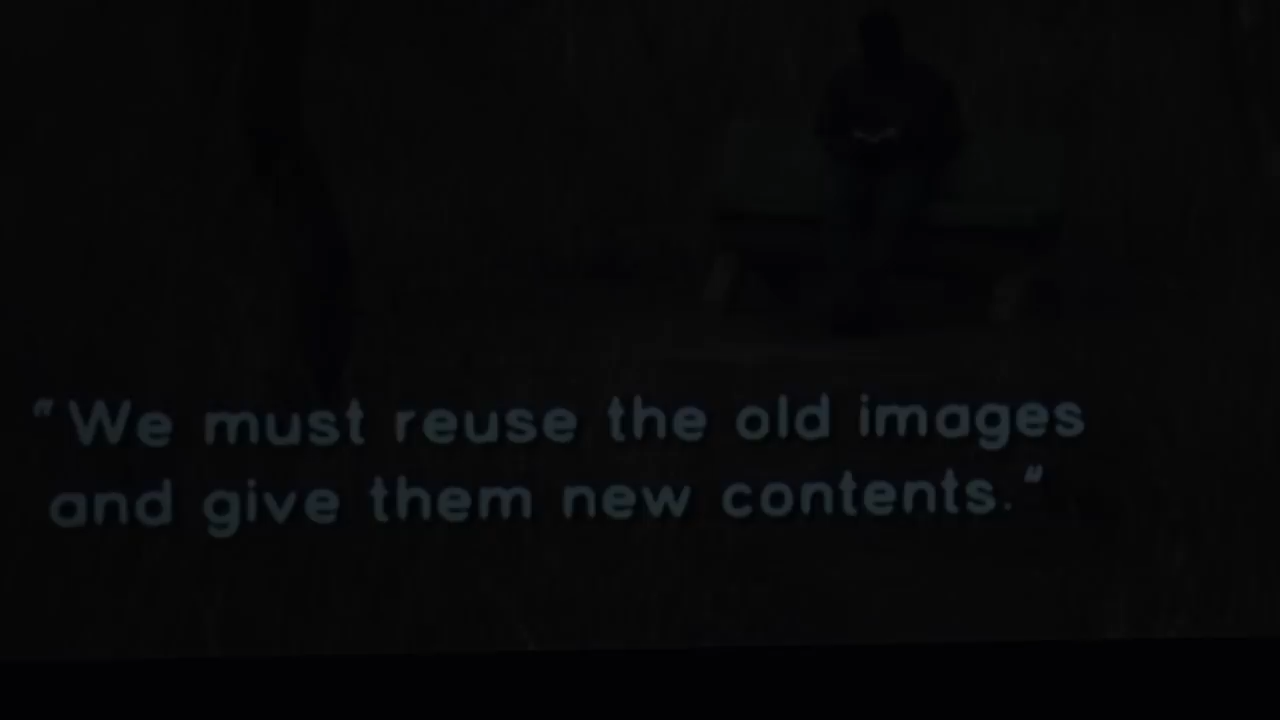 “We must reuse the old images
and give them new contents.”